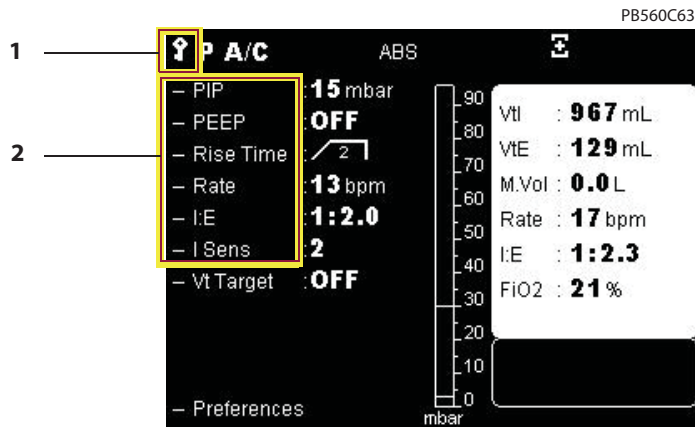 PB560C63
1
P A/C ABS
2
– PIP :15 mbar
– PEEP :OFF
– Rise Time : 2
– Rate :13 bpm
– I:E :1:2.0
– I Sens :2
– Vt Target :OFF
– Preferences
90
80
70
60
50
40
30
20
10
0
mbar
VtI : 967 mL
VtE : 129 mL
M.Vol : 0.0 L
Rate : 17 bpm
I:E : 1:2.3
FiO2 : 21 %